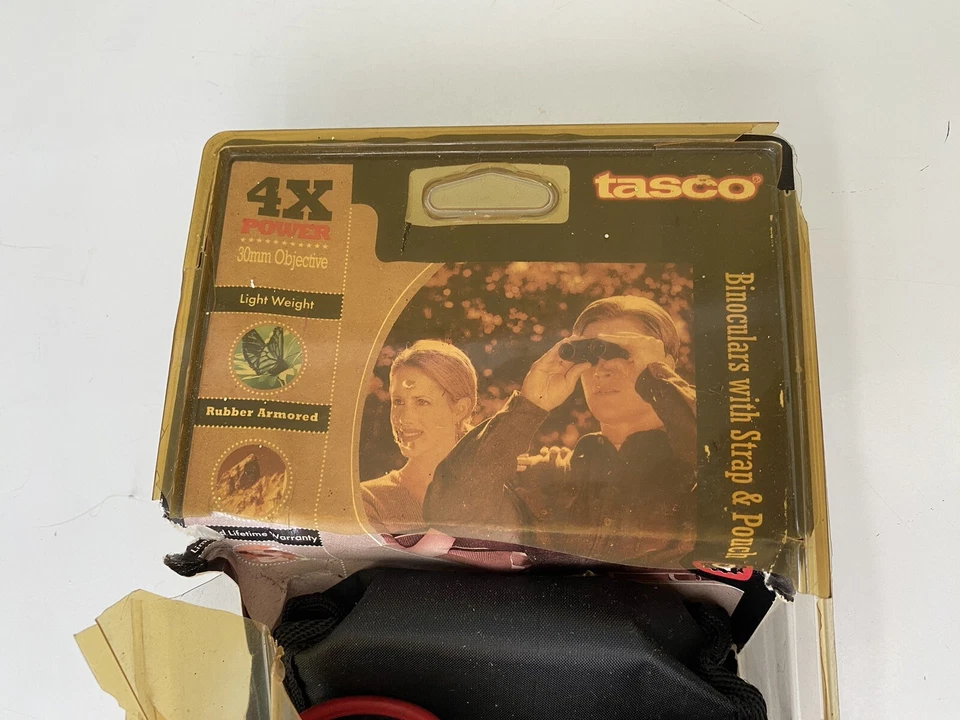 4X
POWER
30mm Objective
Light Weight
Rubber Armored
Lifetime Warranty
tasco®
Binoculars with Strap & Pouch